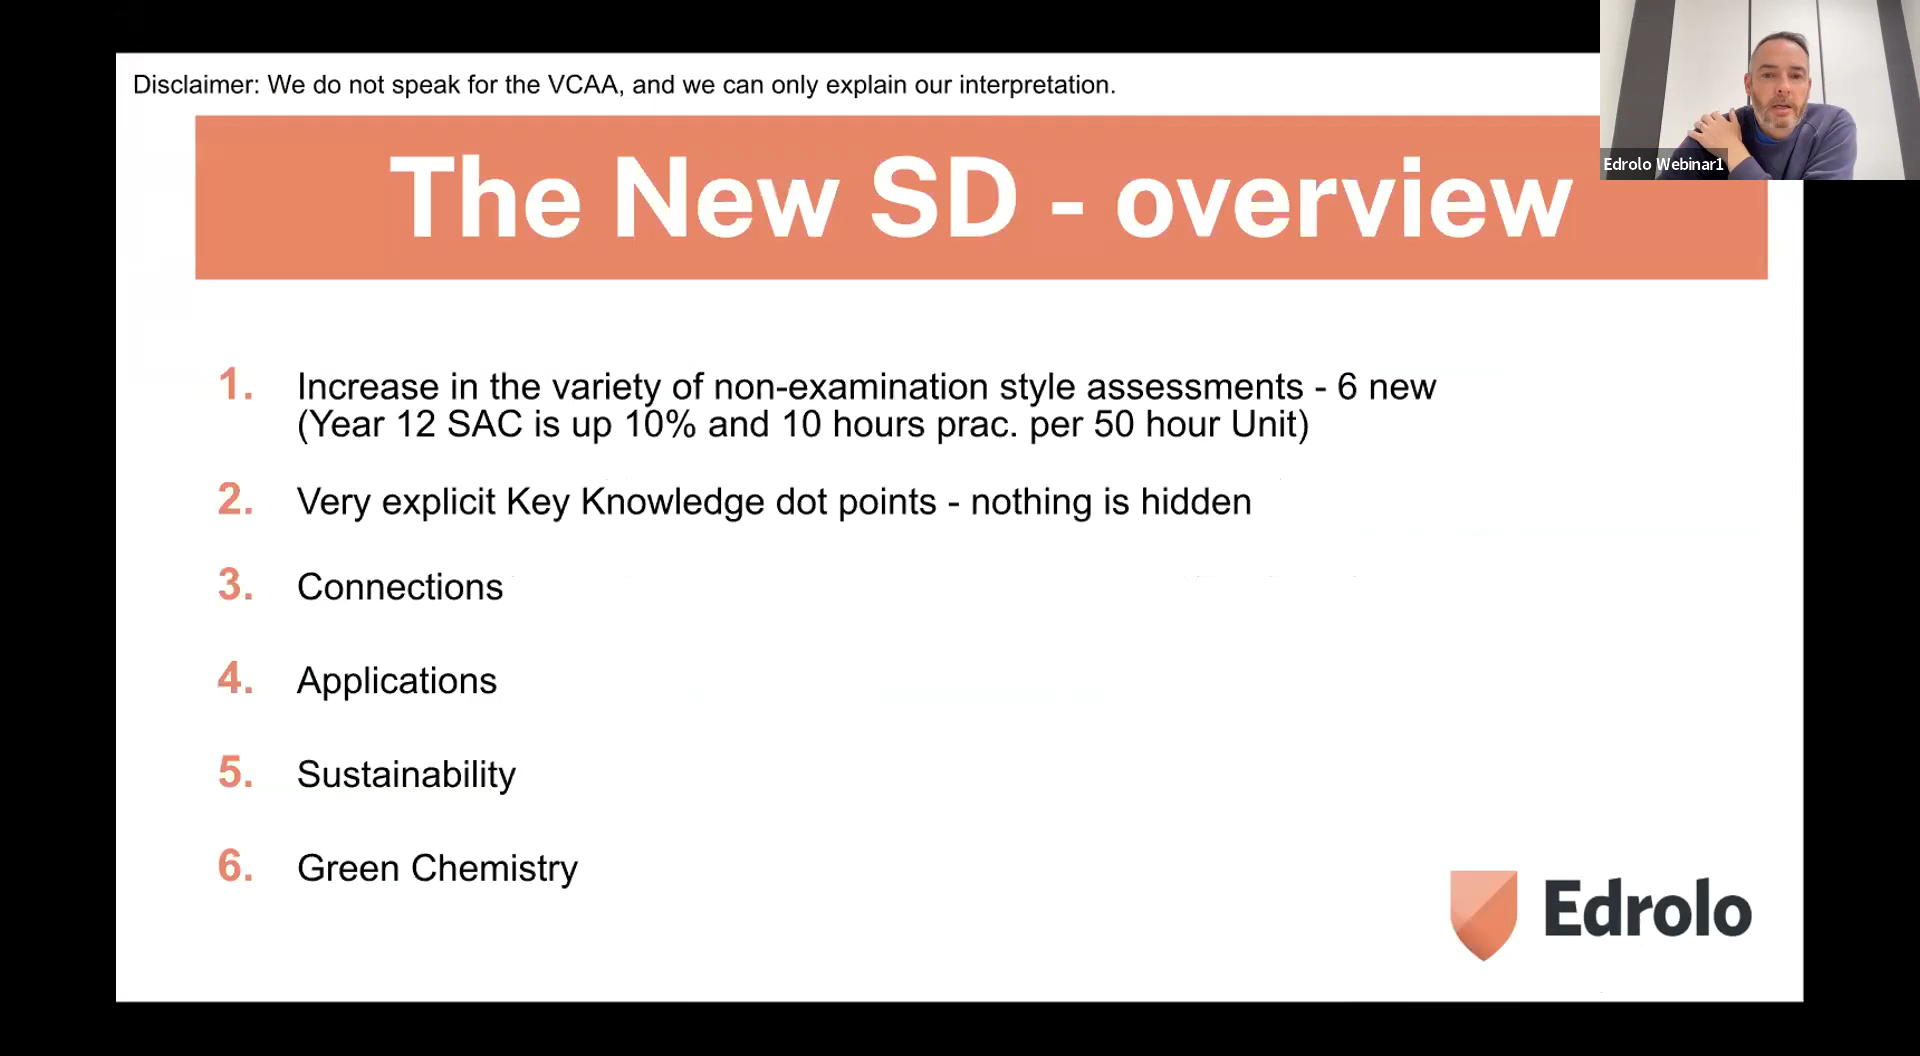 Disclaimer: We do not speak for the VCAA, and we can only explain our interpretation.
Edrolo Webinar1
The New SD - overview
1. Increase in the variety of non-examination style assessments - 6 new
(Year 12 SAC is up 10% and 10 hours prac. per 50 hour Unit)
2. Very explicit Key Knowledge dot points - nothing is hidden
3. Connections
4. Applications
5. Sustainability
6. Green Chemistry
Edrolo